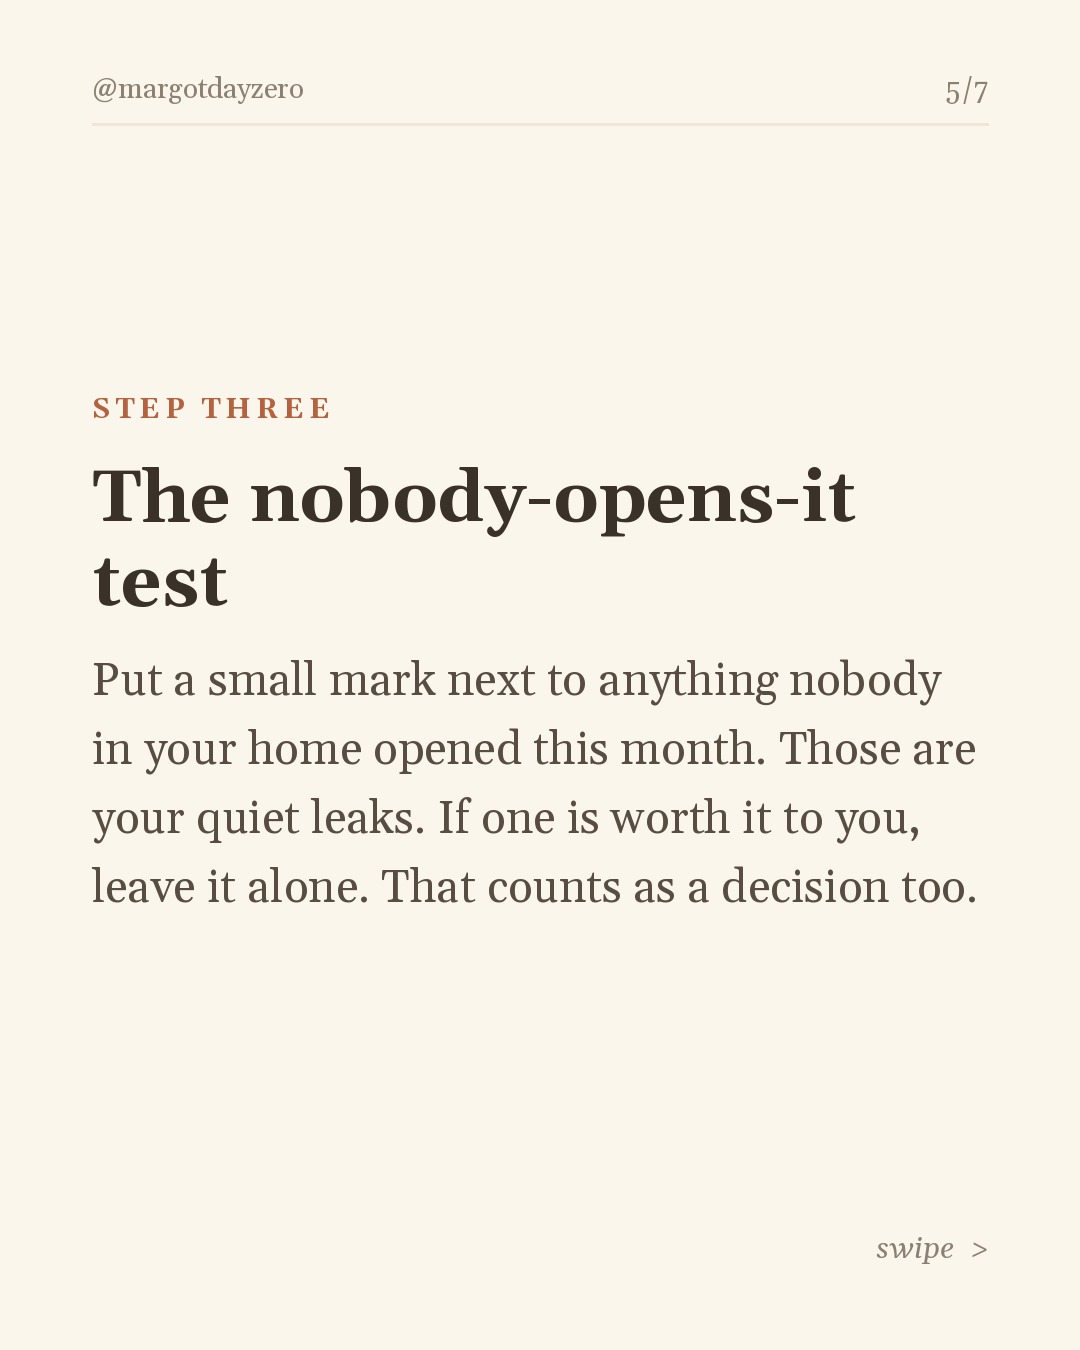 @margotdayzero
5/7
STEP THREE
The nobody-opens-it
test
Put a small mark next to anything nobody
in your home opened this month. Those are
your quiet leaks. If one is worth it to you,
leave it alone. That counts as a decision too.
swipe >